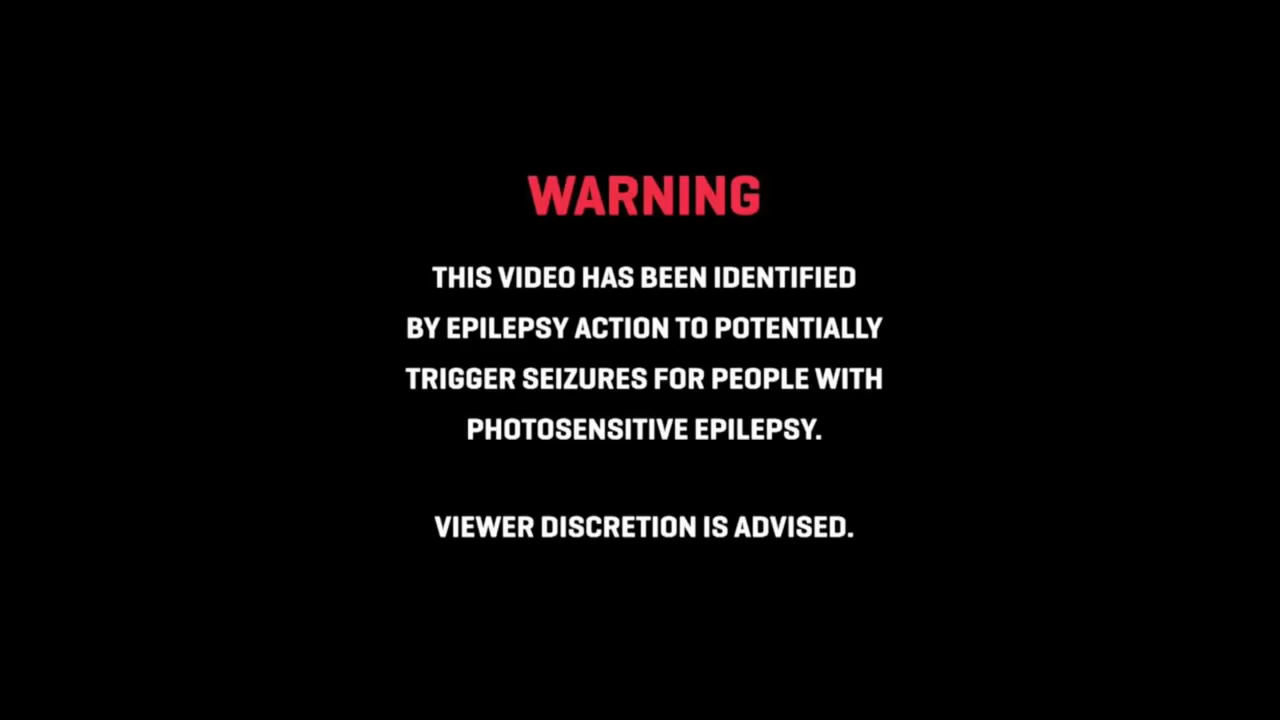 WARNING
THIS VIDEO HAS BEEN IDENTIFIED
BY EPILEPSY ACTION TO POTENTIALLY
TRIGGER SEIZURES FOR PEOPLE WITH
PHOTOSENSITIVE EPILEPSY.
VIEWER DISCRETION IS ADVISED.